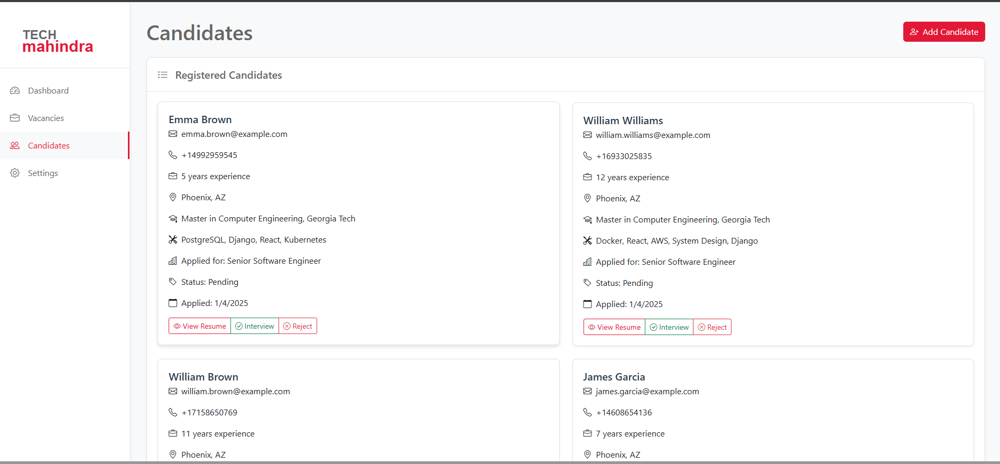 TECH
mahindra
Dashboard
Vacancies
Candidates
Settings
Candidates
Add Candidate
Registered Candidates
Emma Brown
emma.brown@example.com
+14992959545
5 years experience
Phoenix, AZ
Master in Computer Engineering, Georgia Tech
PostgreSQL, Django, React, Kubernetes
Applied for: Senior Software Engineer
Status: Pending
Applied: 1/4/2025
View Resume Interview Reject
William Williams
william.williams@example.com
+16933025835
12 years experience
Phoenix, AZ
Master in Computer Engineering, Georgia Tech
Docker, React, AWS, System Design, Django
Applied for: Senior Software Engineer
Status: Pending
Applied: 1/4/2025
View Resume Interview Reject
William Brown
william.brown@example.com
+17158650769
11 years experience
Phoenix, AZ
James Garcia
james.garcia@example.com
+14608654136
7 years experience
Phoenix, AZ